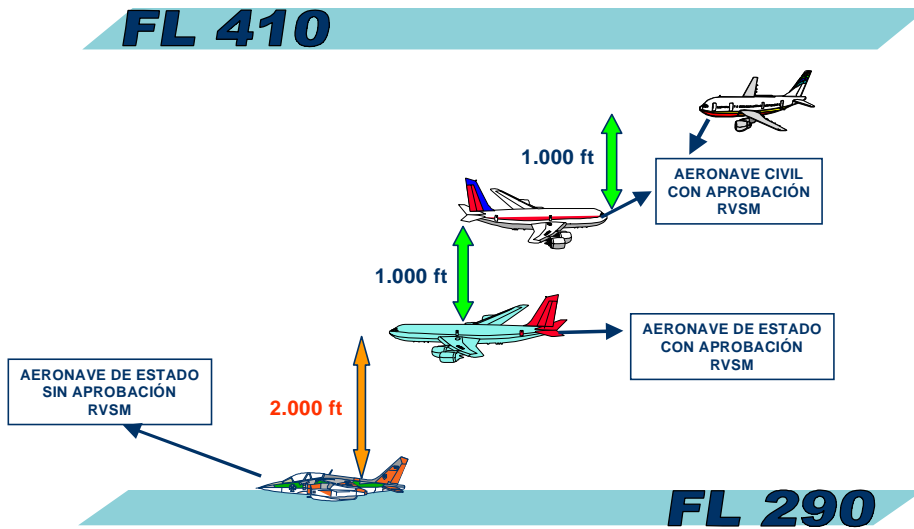 FL 410
1.000 ft
AERONAVE CIVIL
CON APROBACIÓN
RVSM
1.000 ft
AERONAVE DE ESTADO
CON APROBACIÓN
RVSM
AERONAVE DE ESTADO
SIN APROBACIÓN
RVSM
2.000 ft
FL 290